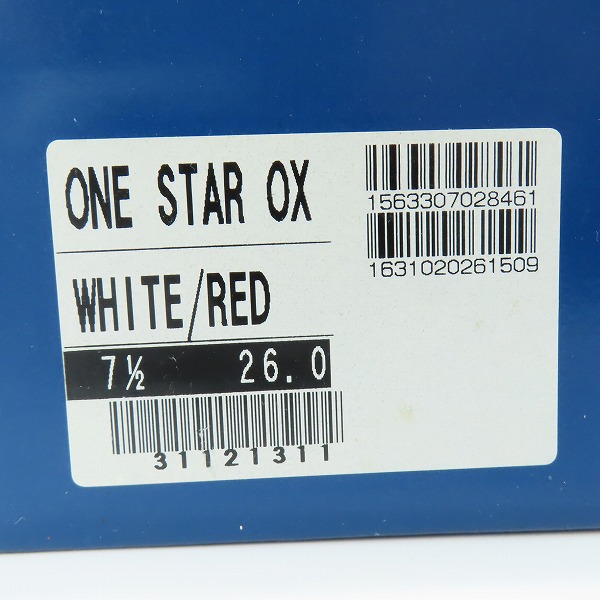 ONE STAR OX
WHITE/RED
7½ 26.0
31121311
1563307028461
1631020261509